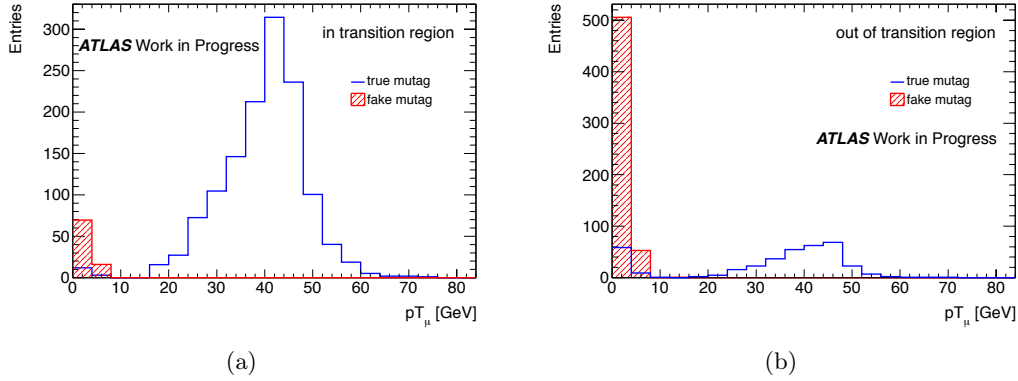 Entries
300
250
200
150
100
50
0
ATLAS Work in Progress
in transition region
true mutag
fake mutag
0 10 20 30 40 50 60 70 80
pT_μ [GeV]
(a)
Entries
500
400
300
200
100
0
out of transition region
true mutag
fake mutag
ATLAS Work in Progress
0 10 20 30 40 50 60 70 80
pT_μ [GeV]
(b)